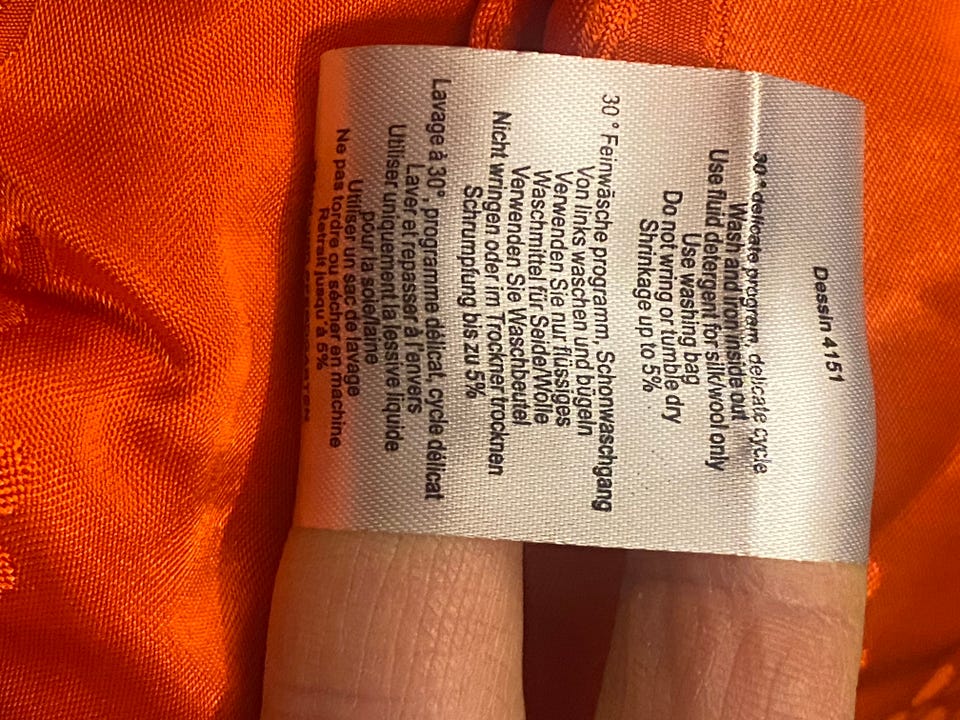 Dessin 4151
30° delicate program, delicate cycle
Wash and iron inside out
Use fluid detergent for silk/wool only
Use washing bag
Do not wring or tumble dry
Shrinkage up to 5%
30° Feinwäsche programm, Schonwaschgang
Von links waschen und bügeln
Verwenden Sie nur flüssiges
Waschmittel für Seide/Wolle
Verwenden Sie Waschbeutel
Nicht wringen oder im Trockner trocknen
Schrumpfung bis zu 5%
Lavage à 30°, programme délicat, cycle délicat
Laver et repasser à l'envers
Utiliser uniquement la lessive liquide
pour la soie/laine
Utiliser un sac de lavage
Ne pas tordre ou sécher en machine
Retrait jusqu'à 5%